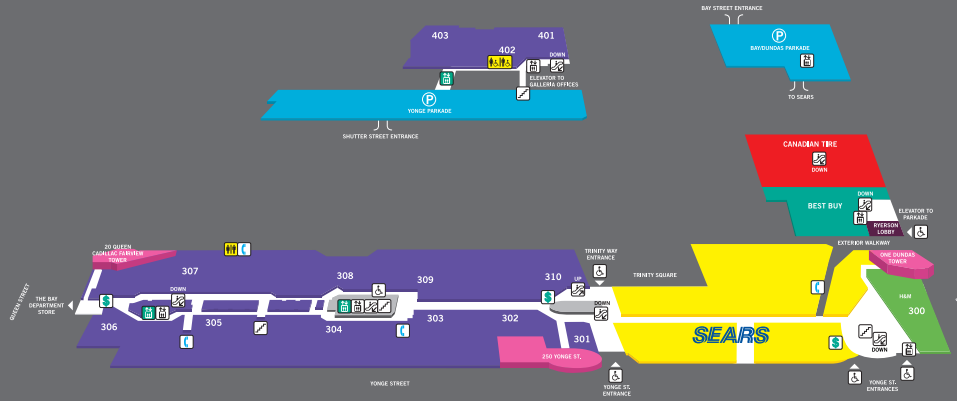 BAY STREET ENTRANCE
P
BAY/DUNDAS PARKADE
TO SEARS
403
402
401
DOWN
ELEVATOR TO
GALLERIA OFFICES
P
YONGE PARKADE
SHUTTER STREET ENTRANCE
CANADIAN TIRE
DOWN
BEST BUY
DOWN
RYERSON
LOBBY
ELEVATOR TO
PARKADE
EXTERIOR WALKWAY
ONE DUNDAS
TOWER
20 QUEEN
CADILLAC FAIRVIEW
TOWER
QUEEN STREET
THE BAY
DEPARTMENT
STORE
$
306
307
DOWN
305
308
304
309
303
302
310
UP
$
DOWN
301
250 YONGE ST.
TRINITY WAY
ENTRANCE
TRINITY SQUARE
SEARS
$
H&M
300
DOWN
YONGE STREET
YONGE ST.
ENTRANCE
YONGE ST.
ENTRANCES